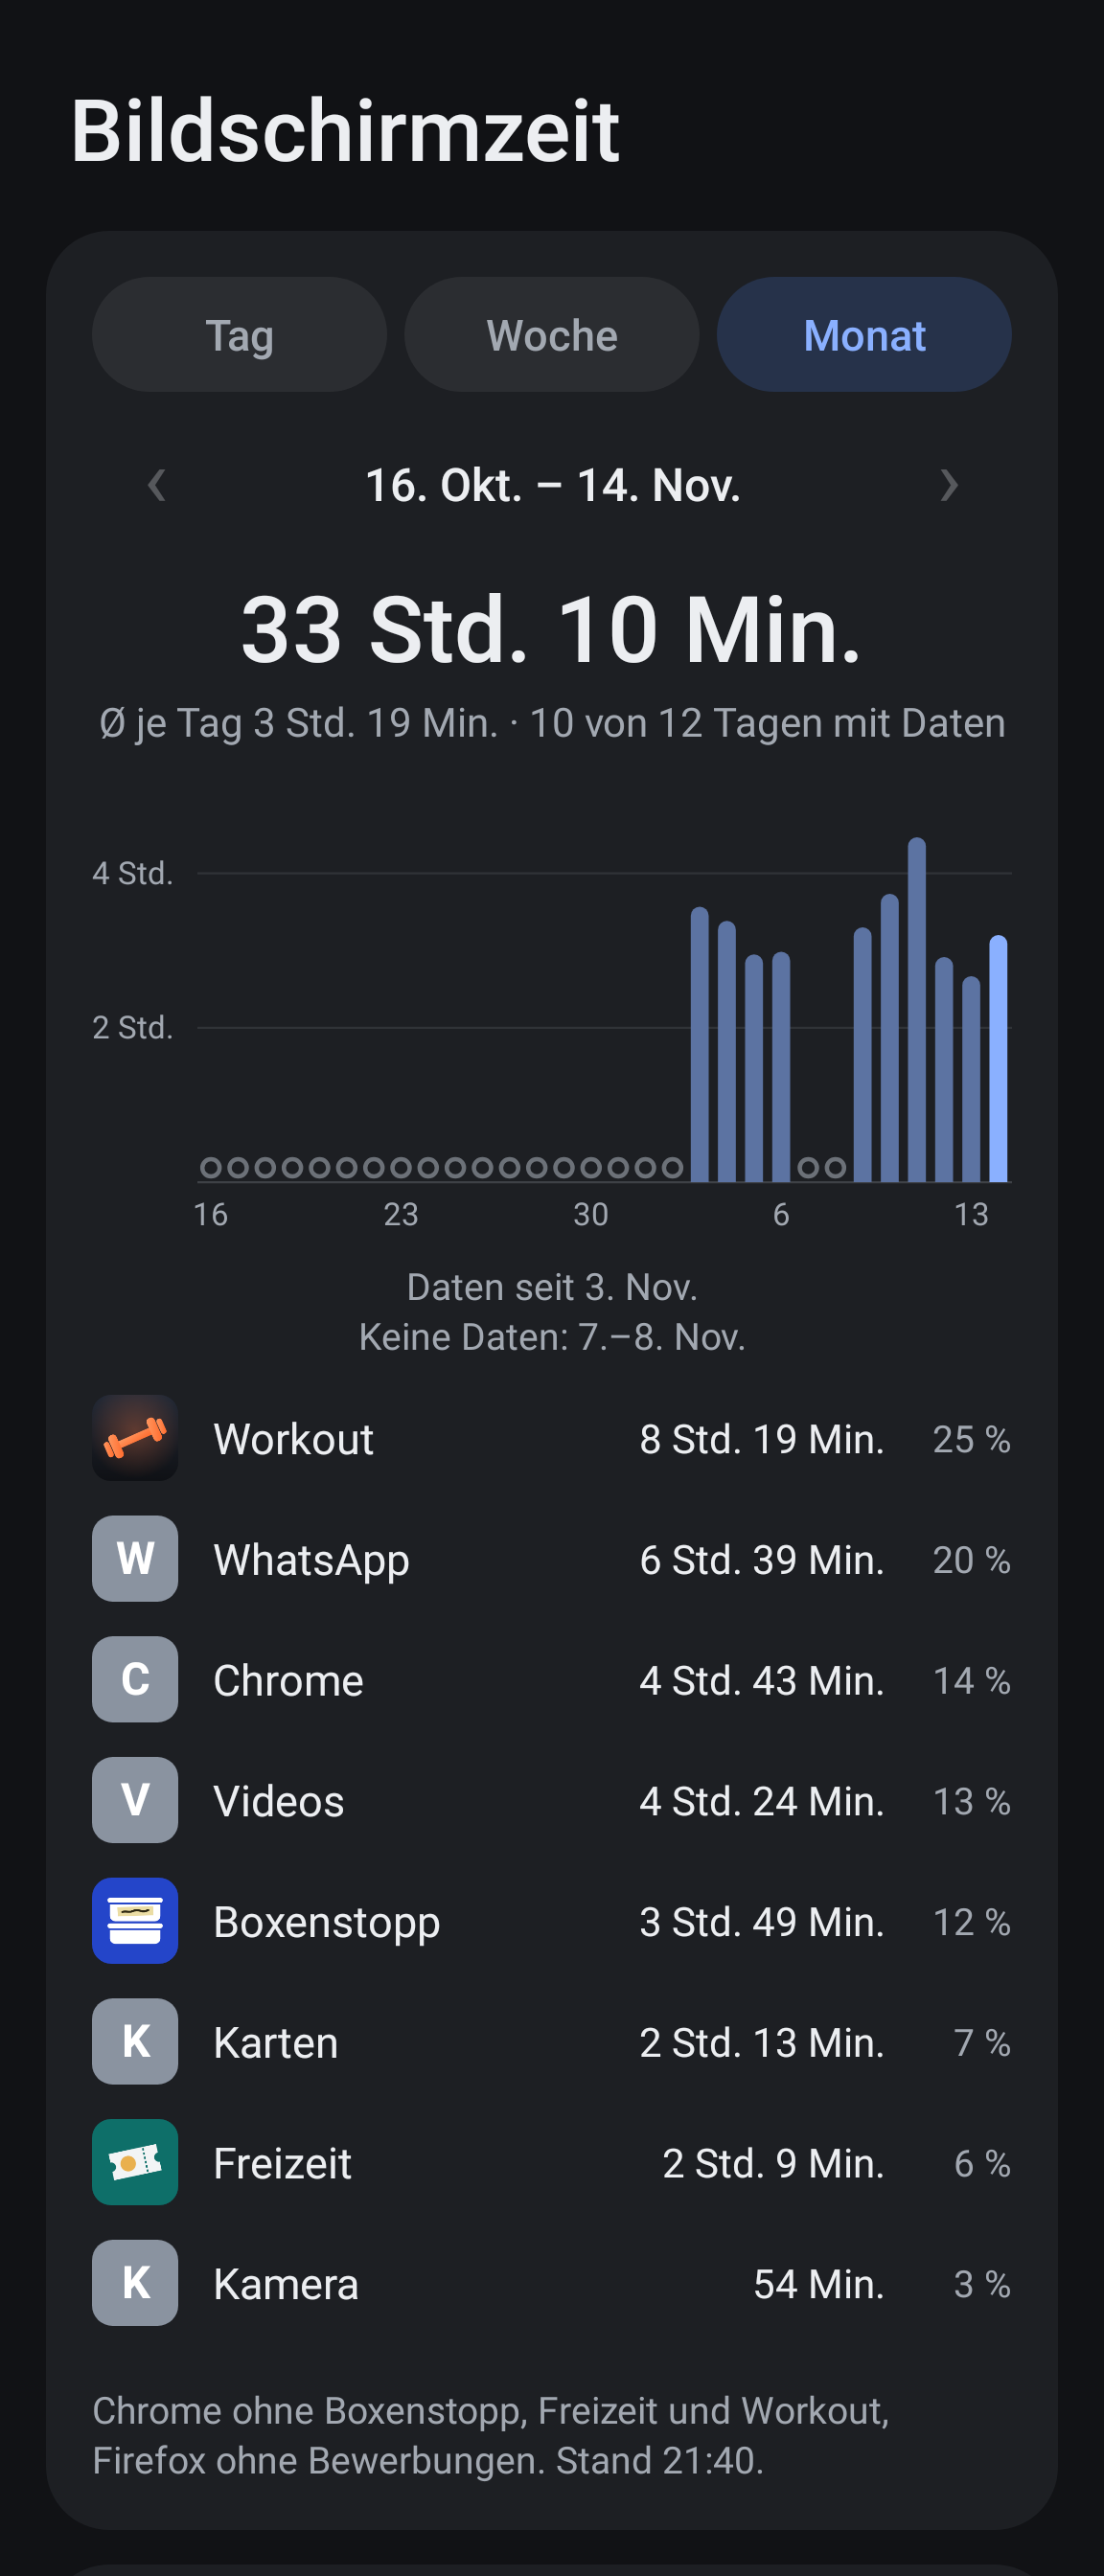 Bildschirmzeit
Tag Woche Monat
‹ 16. Okt. – 14. Nov. ›
33 Std. 10 Min.
Ø je Tag 3 Std. 19 Min. · 10 von 12 Tagen mit Daten
4 Std.
2 Std.
16 23 30 6 13
Daten seit 3. Nov.
Keine Daten: 7.–8. Nov.
Workout 8 Std. 19 Min. 25 %
W WhatsApp 6 Std. 39 Min. 20 %
C Chrome 4 Std. 43 Min. 14 %
V Videos 4 Std. 24 Min. 13 %
Boxenstopp 3 Std. 49 Min. 12 %
K Karten 2 Std. 13 Min. 7 %
Freizeit 2 Std. 9 Min. 6 %
K Kamera 54 Min. 3 %
Chrome ohne Boxenstopp, Freizeit und Workout,
Firefox ohne Bewerbungen. Stand 21:40.